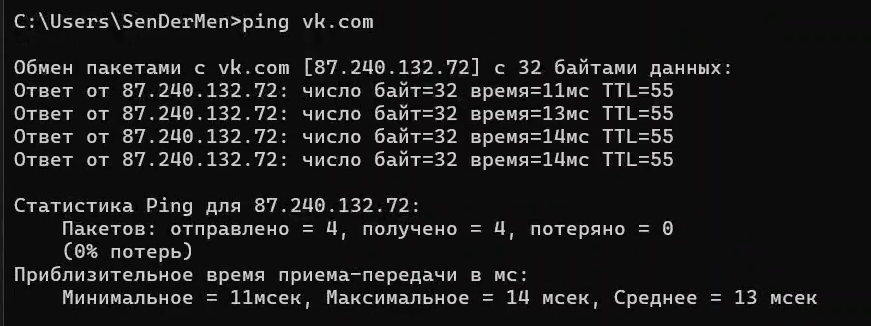 C:\Users\SenDerMen>ping vk.com
Обмен пакетами с vk.com [87.240.132.72] с 32 байтами данных:
Ответ от 87.240.132.72: число байт=32 время=11мс TTL=55
Ответ от 87.240.132.72: число байт=32 время=13мс TTL=55
Ответ от 87.240.132.72: число байт=32 время=14мс TTL=55
Ответ от 87.240.132.72: число байт=32 время=14мс TTL=55
Статистика Ping для 87.240.132.72:
Пакетов: отправлено = 4, получено = 4, потеряно = 0
(0% потерь)
Приблизительное время приема-передачи в мс:
Минимальное = 11мсек, Максимальное = 14 мсек, Среднее = 13 мсек